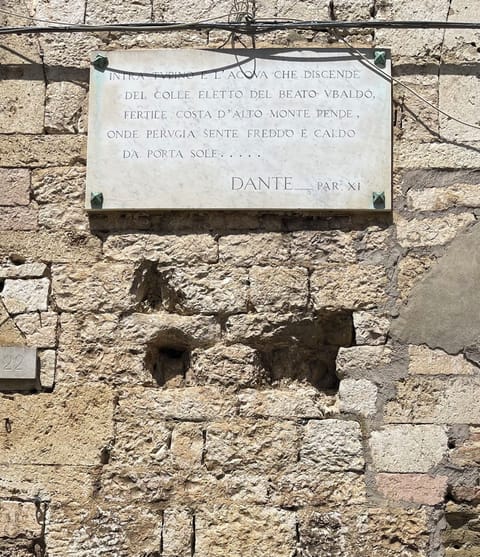 INTRA TVPINO E L'ACQVA CHE DISCENDE
DEL COLLE ELETTO DEL BEATO VBALDO,
FERTILE COSTA D'ALTO MONTE PENDE,
ONDE PERVGIA SENTE FREDDO E CALDO
DA PORTA SOLE.....
DANTE__ PAR. XI
22